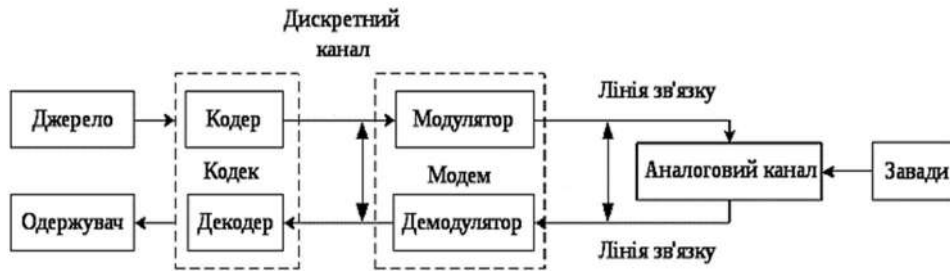 Дискретний
канал
Лінія зв'язку
Джерело
Кодер
Модулятор
Аналоговий канал
Завади
Кодек
Модем
Одержувач
Декодер
Демодулятор
Лінія зв'язку